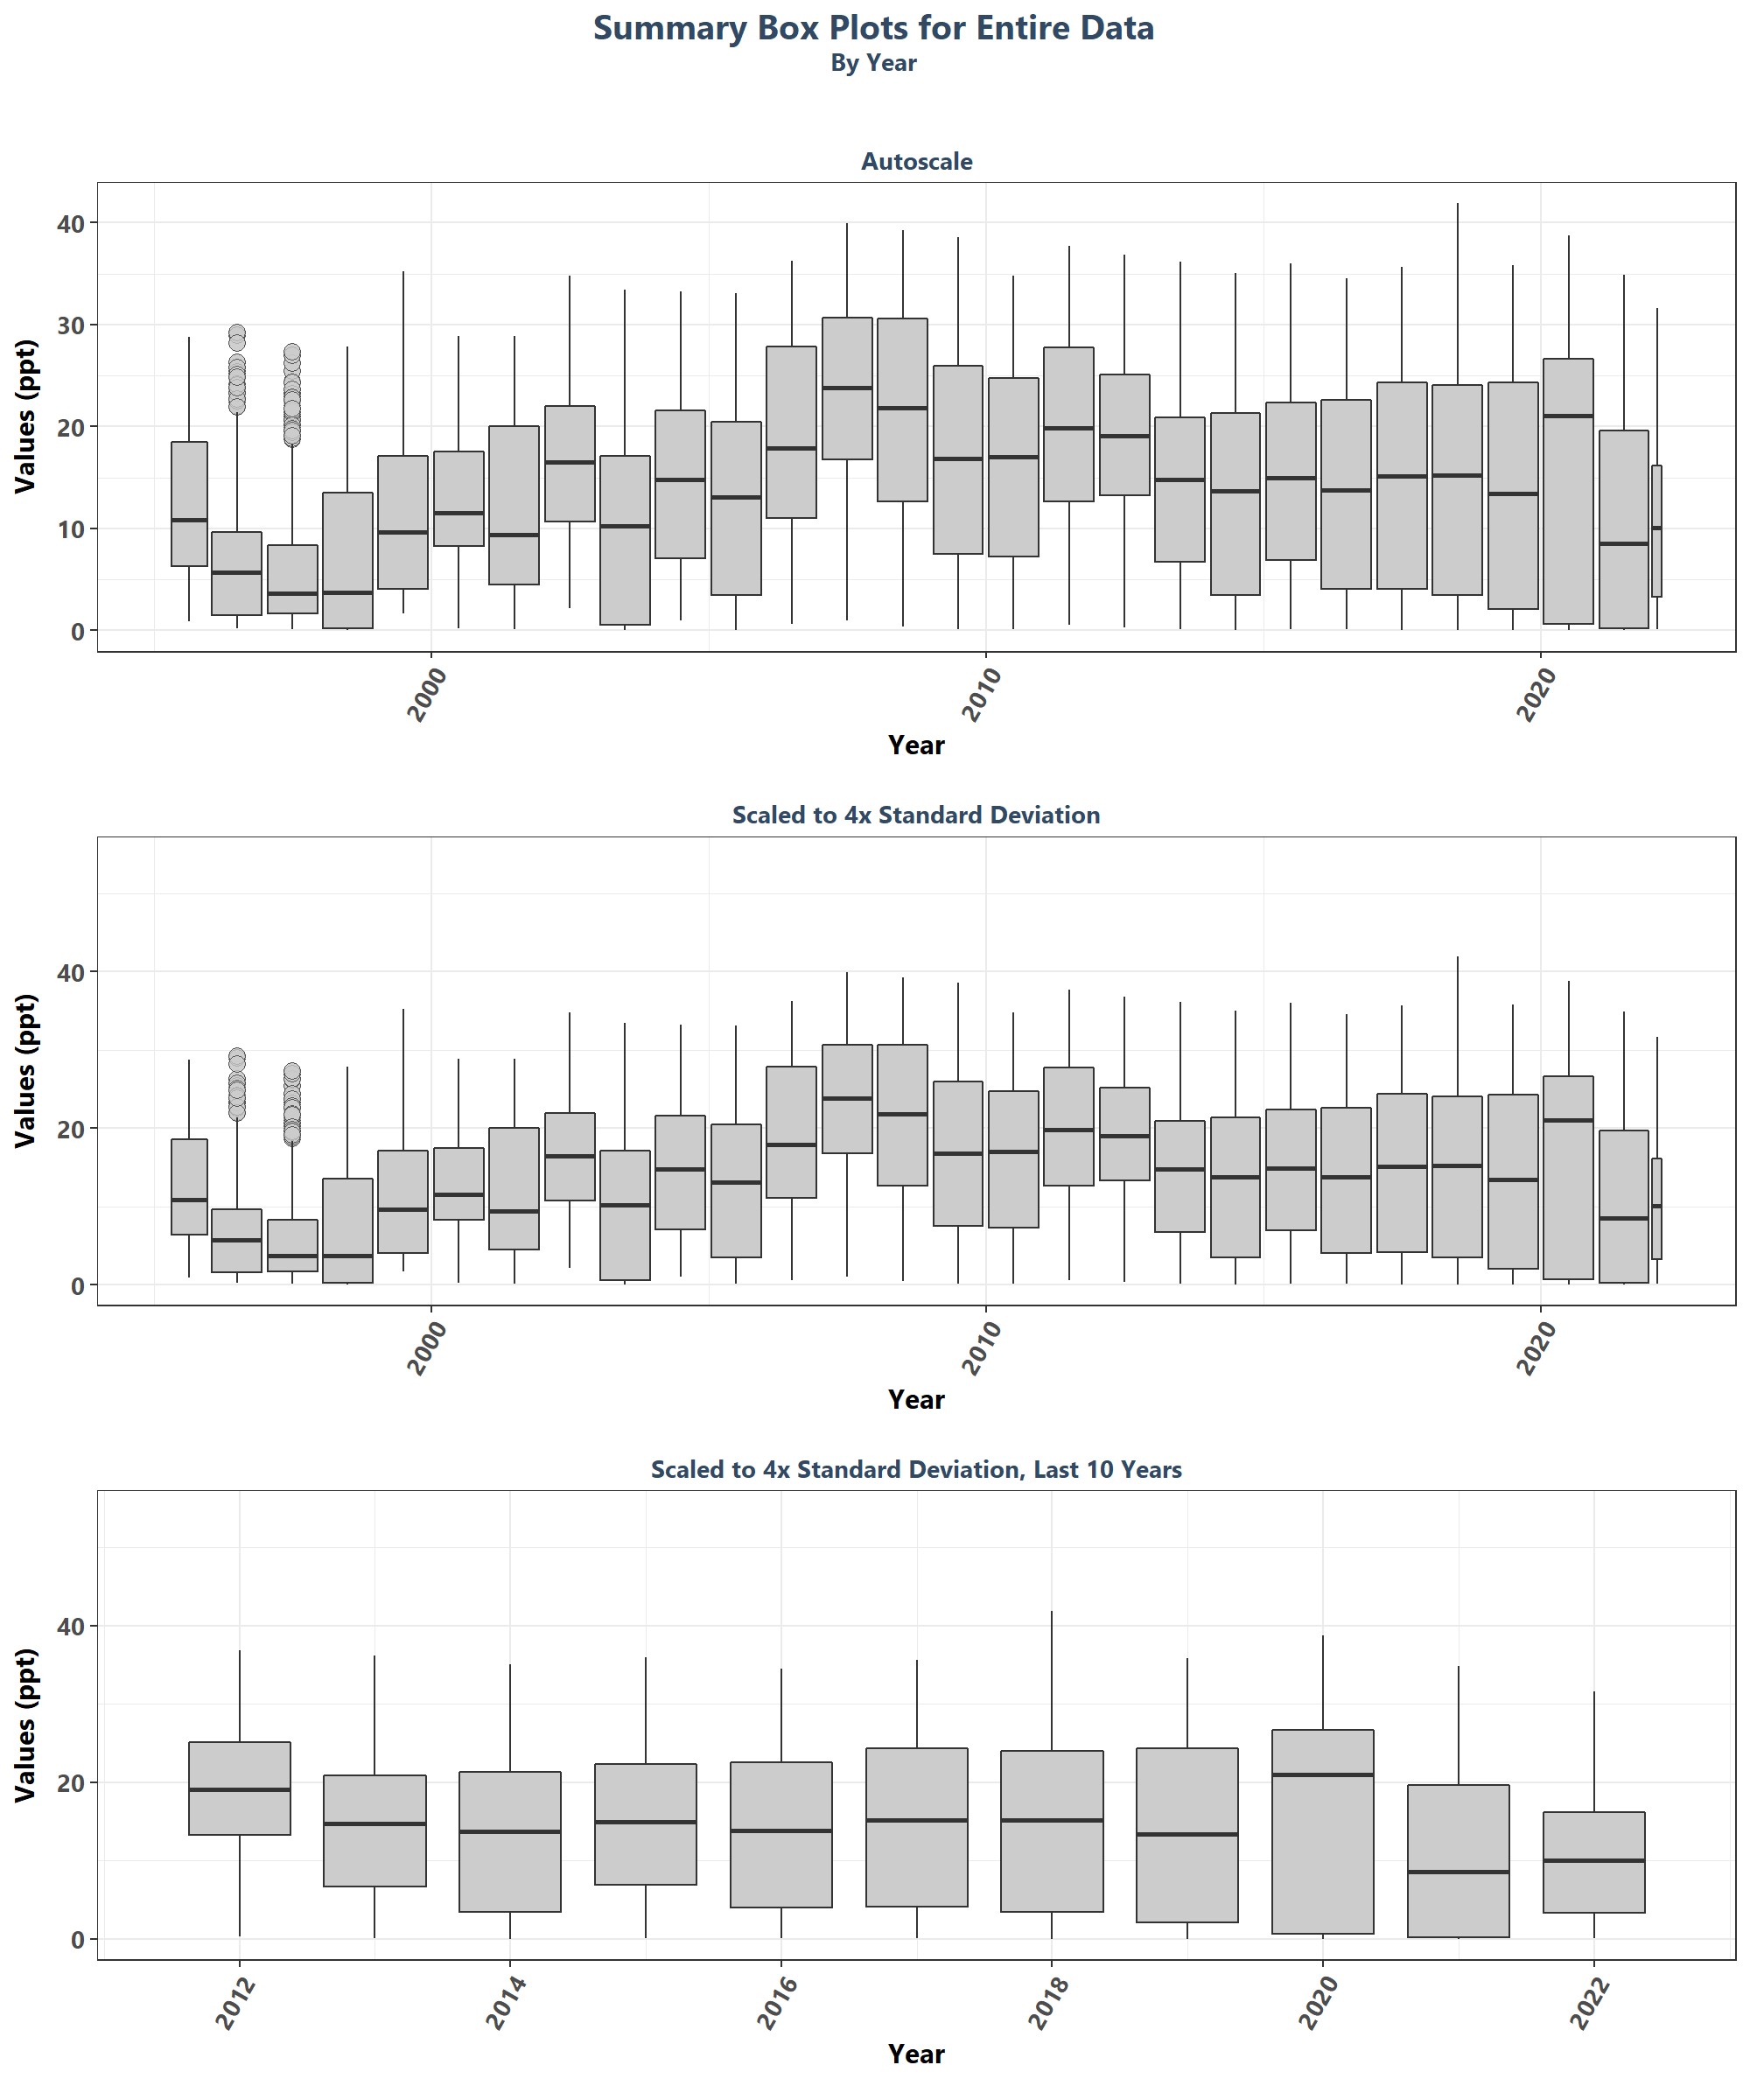 Summary Box Plots for Entire Data
By Year
Autoscale
Values (ppt)
40
30
20
10
0
2000
2010
2020
Year
Scaled to 4x Standard Deviation
Values (ppt)
40
20
0
2000
2010
2020
Year
Scaled to 4x Standard Deviation, Last 10 Years
Values (ppt)
40
20
0
2012
2014
2016
2018
2020
2022
Year